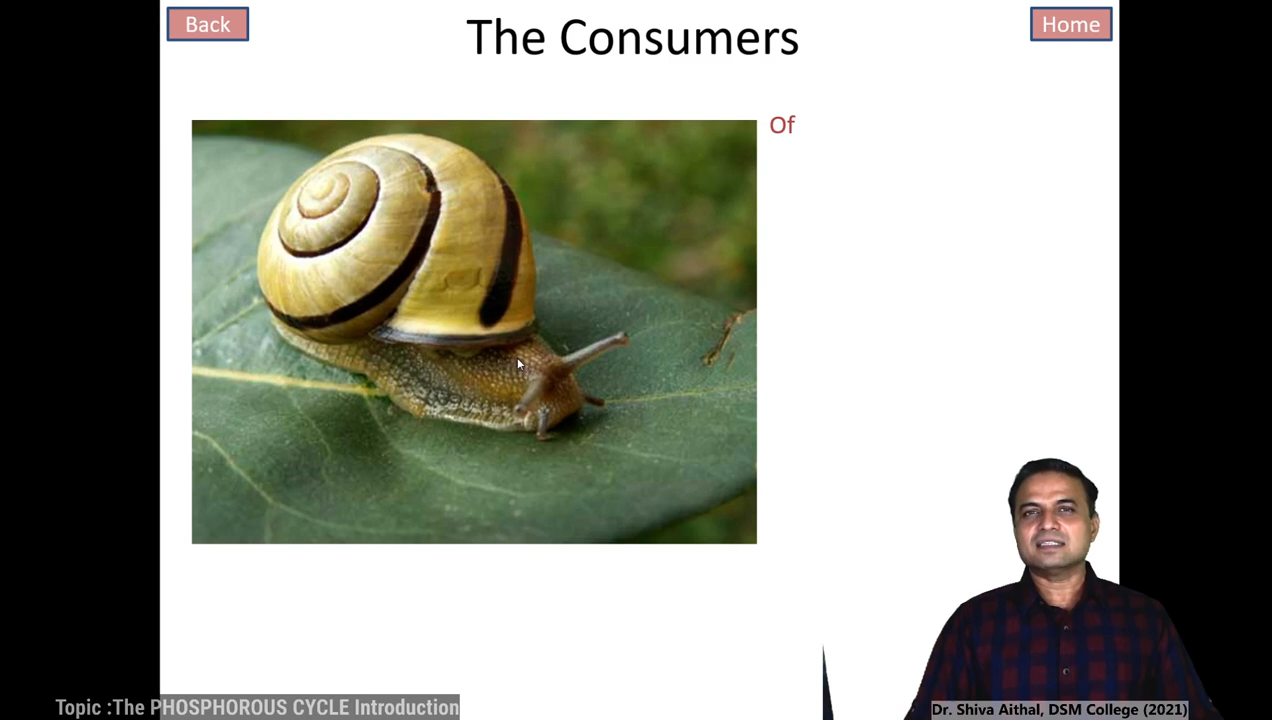 Back
The Consumers
Home
Of
Topic :The PHOSPHOROUS CYCLE Introduction
Dr. Shiva Aithal, DSM College (2021)